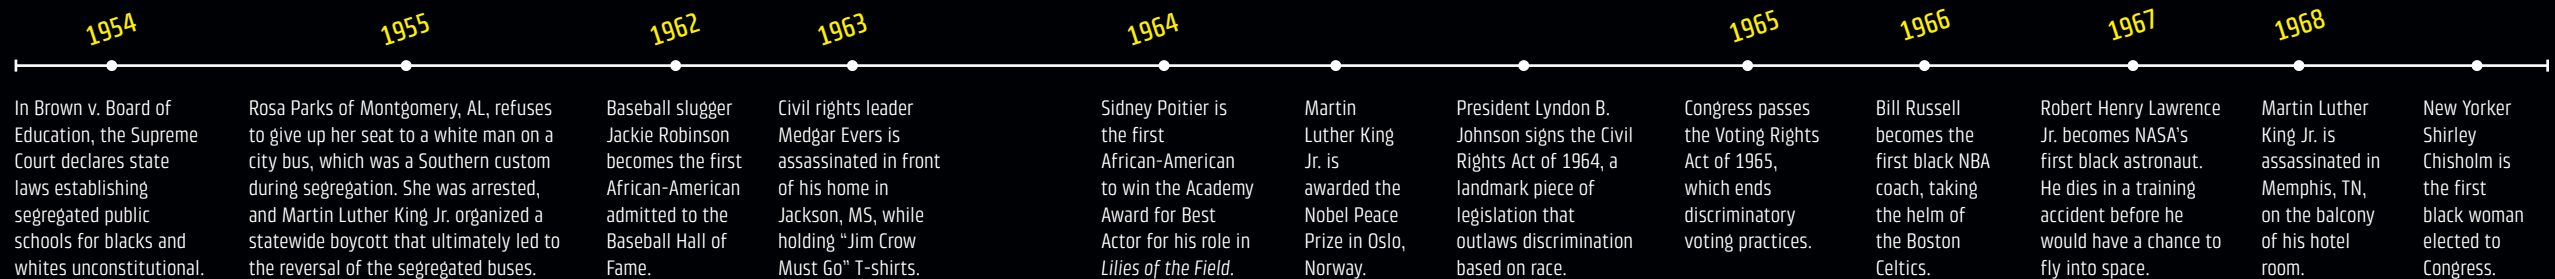 1954
In Brown v. Board of
Education, the Supreme
Court declares state
laws establishing
segregated public
schools for blacks and
whites unconstitutional.
1955
Rosa Parks of Montgomery, AL, refuses
to give up her seat to a white man on a
city bus, which was a Southern custom
during segregation. She was arrested,
and Martin Luther King Jr. organized a
statewide boycott that ultimately led to
the reversal of the segregated buses.
1962
Baseball slugger
Jackie Robinson
becomes the first
African-American
admitted to the
Baseball Hall of
Fame.
1963
Civil rights leader
Medgar Evers is
assassinated in front
of his home in
Jackson, MS, while
holding “Jim Crow
Must Go” T-shirts.
1964
Sidney Poitier is
the first
African-American
to win the Academy
Award for Best
Actor for his role in
Lilies of the Field.
Martin
Luther King
Jr. is
awarded the
Nobel Peace
Prize in Oslo,
Norway.
President Lyndon B.
Johnson signs the Civil
Rights Act of 1964, a
landmark piece of
legislation that
outlaws discrimination
based on race.
1965
Congress passes
the Voting Rights
Act of 1965,
which ends
discriminatory
voting practices.
1966
Bill Russell
becomes the
first black NBA
coach, taking
the helm of
the Boston
Celtics.
1967
Robert Henry Lawrence
Jr. becomes NASA’s
first black astronaut.
He dies in a training
accident before he
would have a chance to
fly into space.
1968
Martin Luther
King Jr. is
assassinated in
Memphis, TN,
on the balcony
of his hotel
room.
New Yorker
Shirley
Chisholm is
the first
black woman
elected to
Congress.